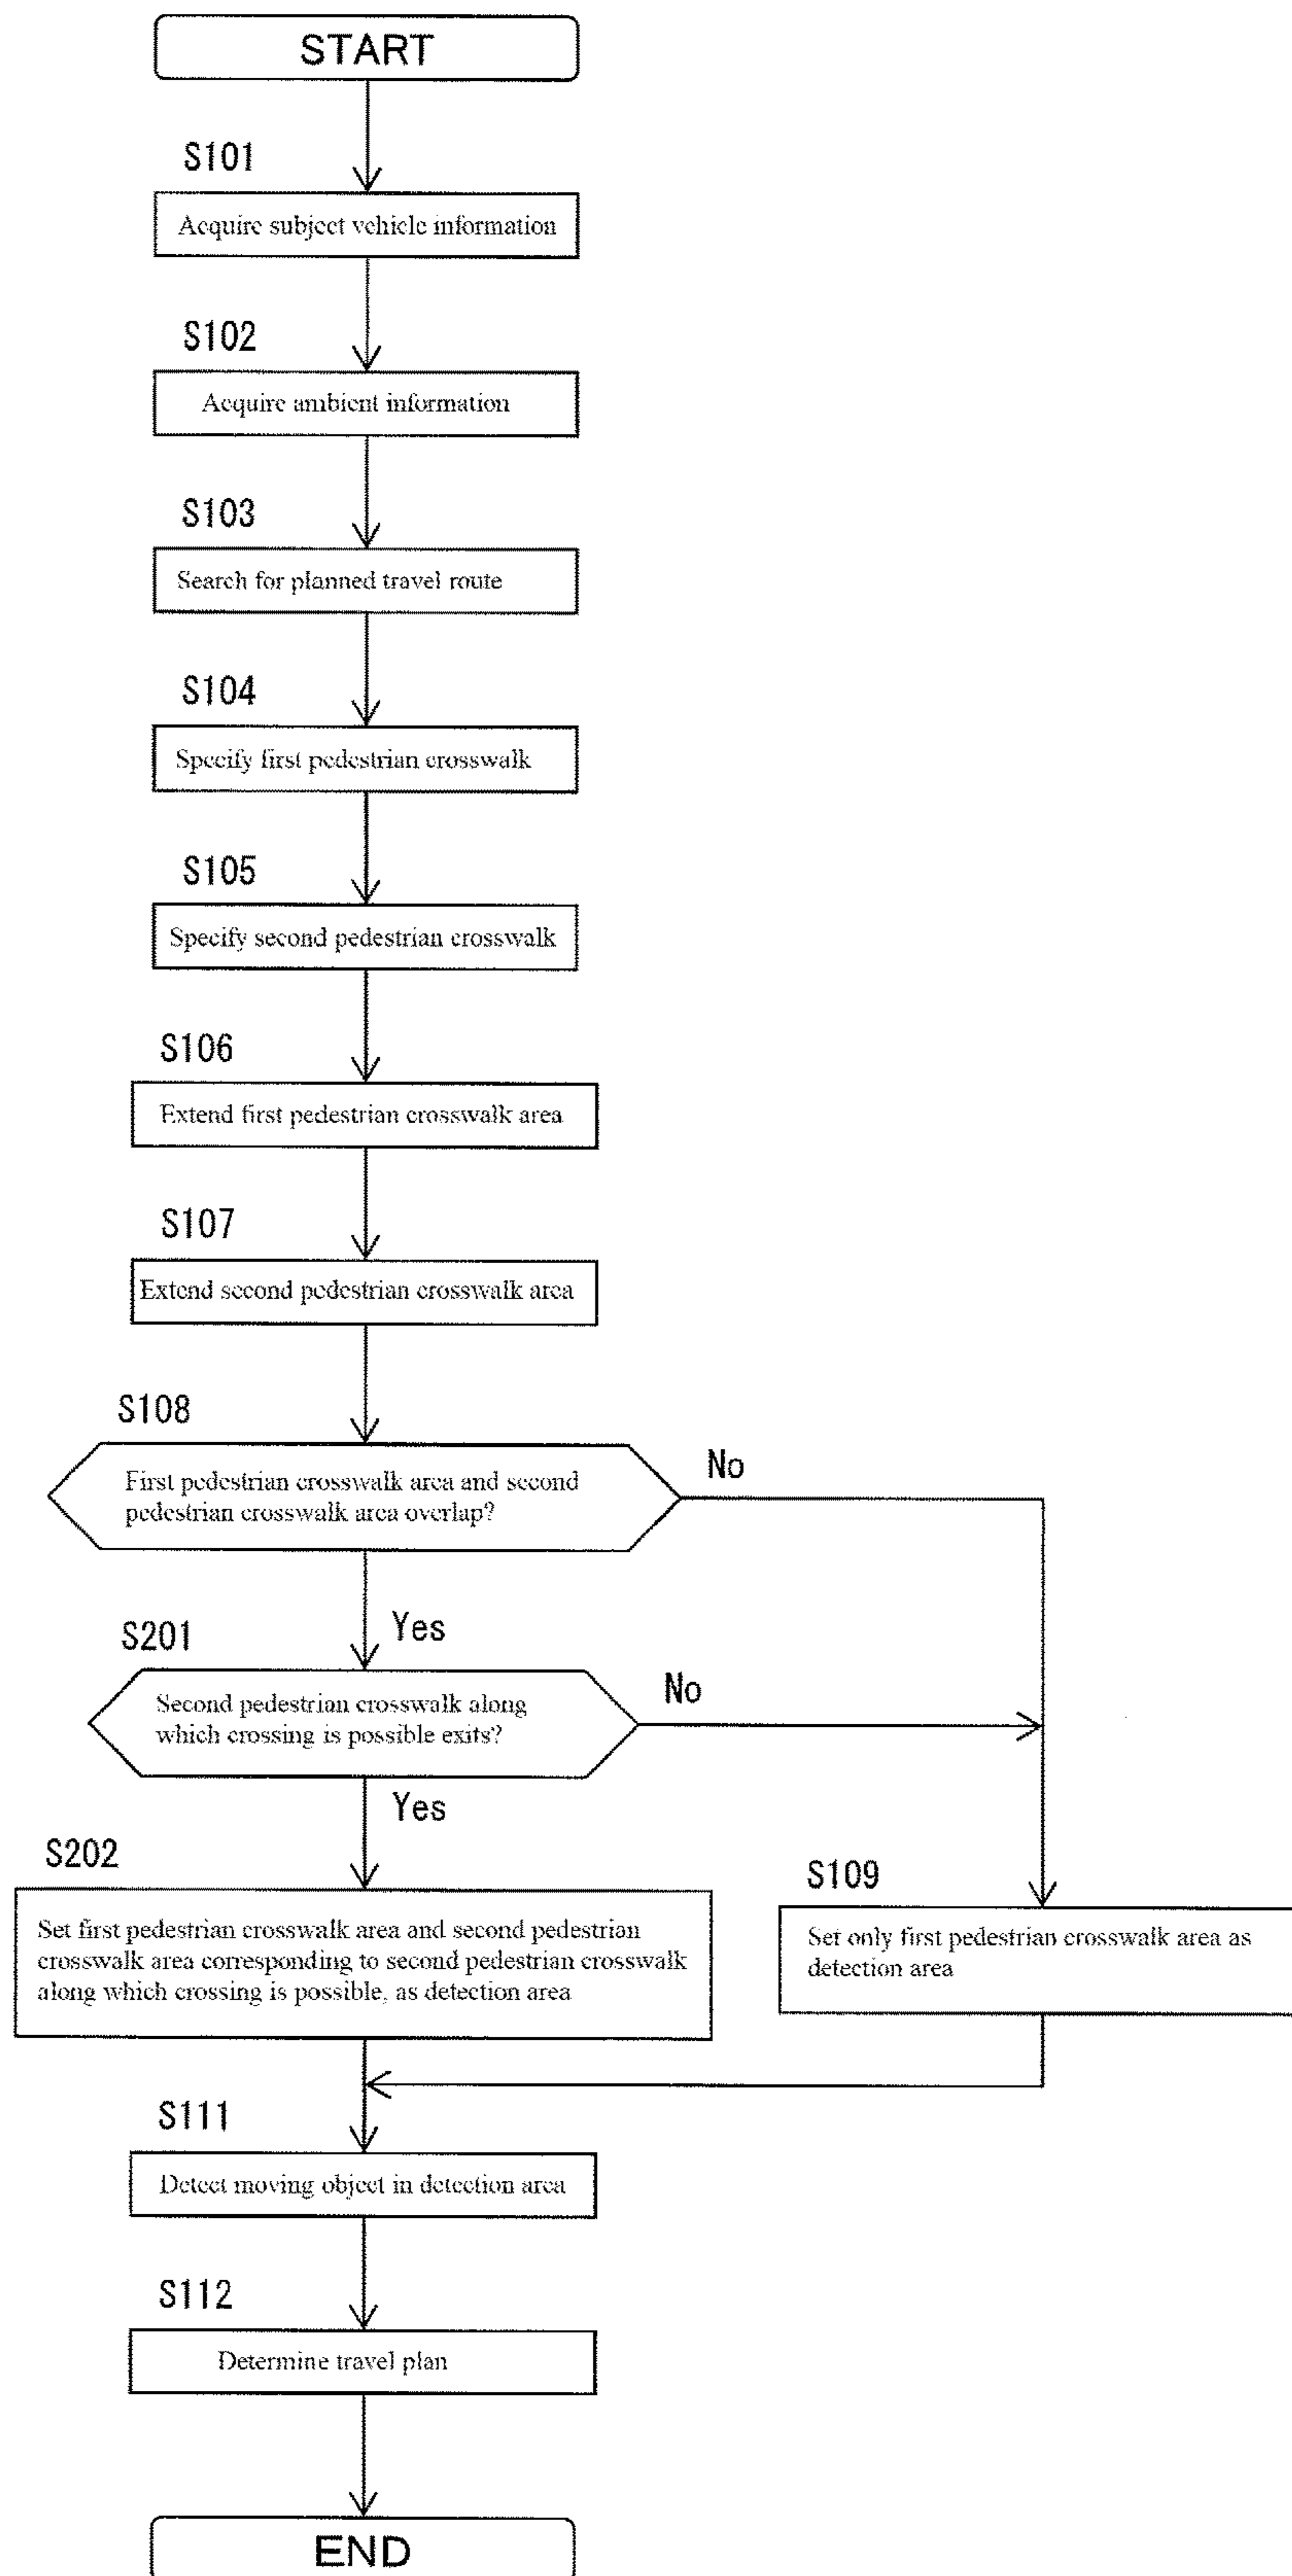 START
S101
Acquire subject vehicle information
S102
Acquire ambient information
S103
Search for planned travel route
S104
Specify first pedestrian crosswalk
S105
Specify second pedestrian crosswalk
S106
Extend first pedestrian crosswalk area
S107
Extend second pedestrian crosswalk area
S108
First pedestrian crosswalk area and second
pedestrian crosswalk area overlap?
No
Yes
S201
Second pedestrian crosswalk along
which crossing is possible exits?
No
Yes
S202
Set first pedestrian crosswalk area and second pedestrian
crosswalk area corresponding to second pedestrian crosswalk
along which crossing is possible, as detection area
S109
Set only first pedestrian crosswalk area as
detection area
S111
Detect moving object in detection area
S112
Determine travel plan
END